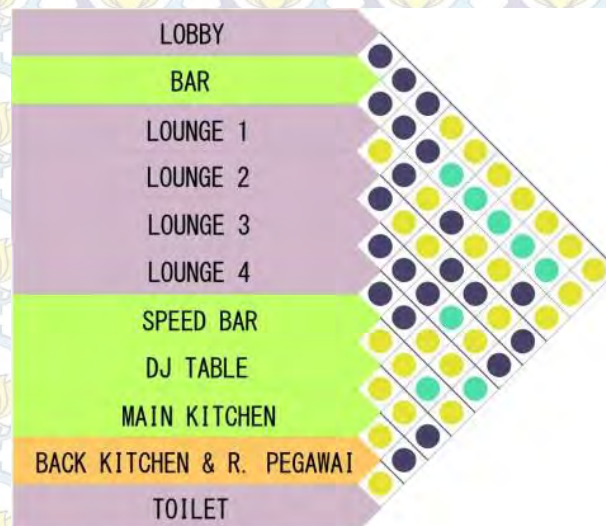 LOBBY
BAR
LOUNGE 1
LOUNGE 2
LOUNGE 3
LOUNGE 4
SPEED BAR
DJ TABLE
MAIN KITCHEN
BACK KITCHEN & R. PEGAWAI
TOILET